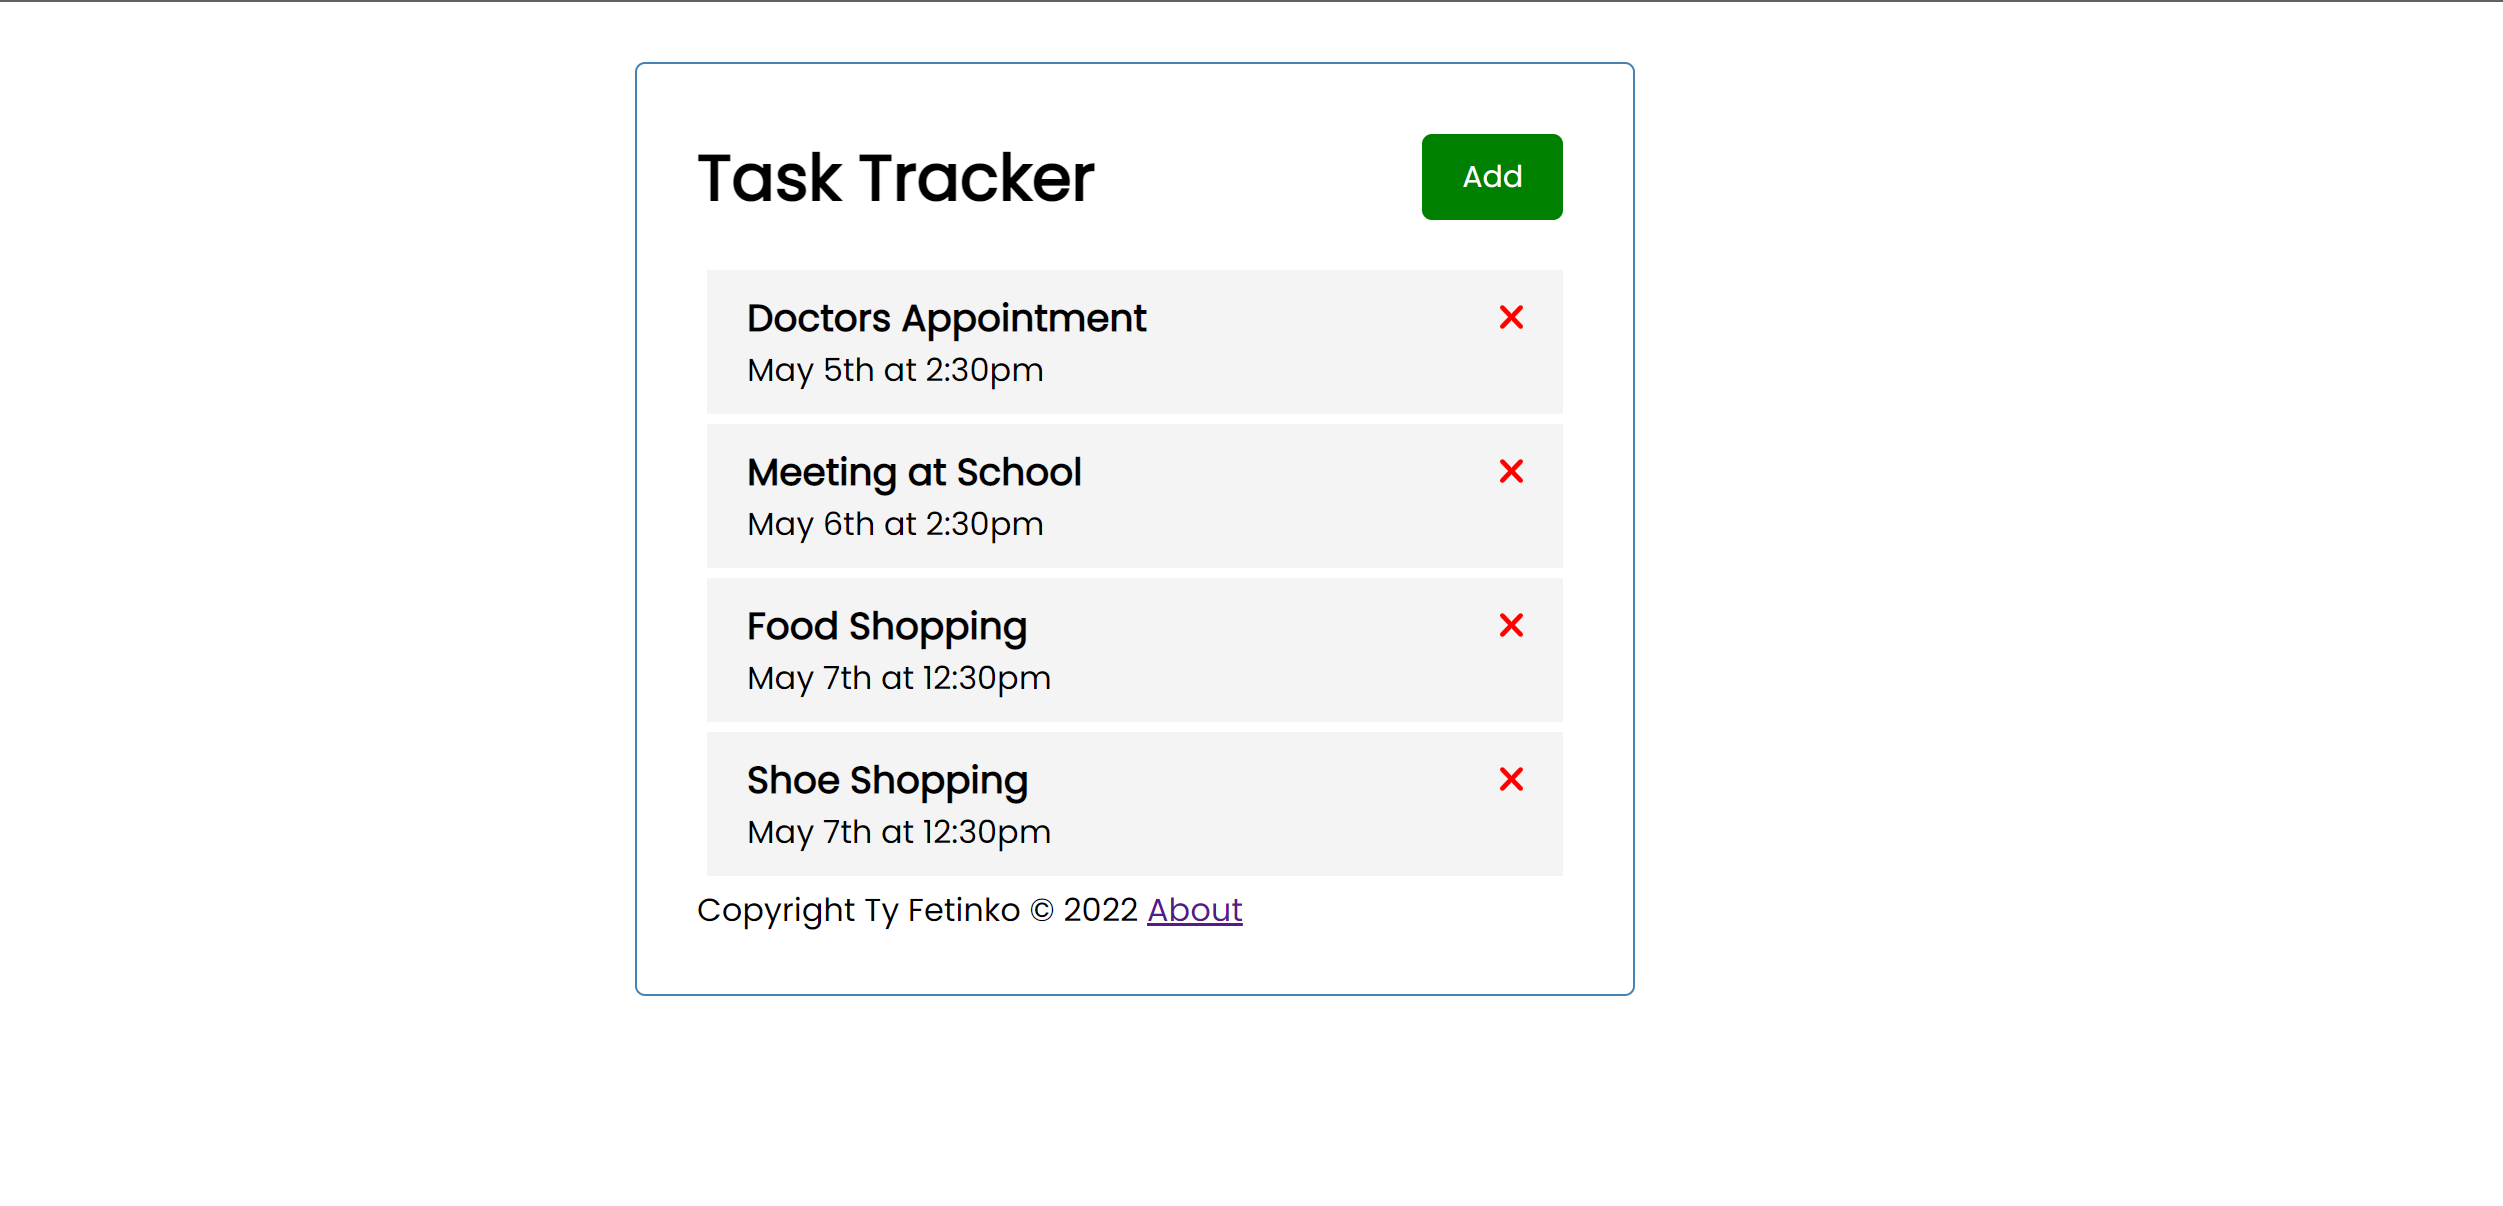 Task Tracker
Add
Doctors Appointment
May 5th at 2:30pm
Meeting at School
May 6th at 2:30pm
Food Shopping
May 7th at 12:30pm
Shoe Shopping
May 7th at 12:30pm
Copyright Ty Fetinko © 2022 About